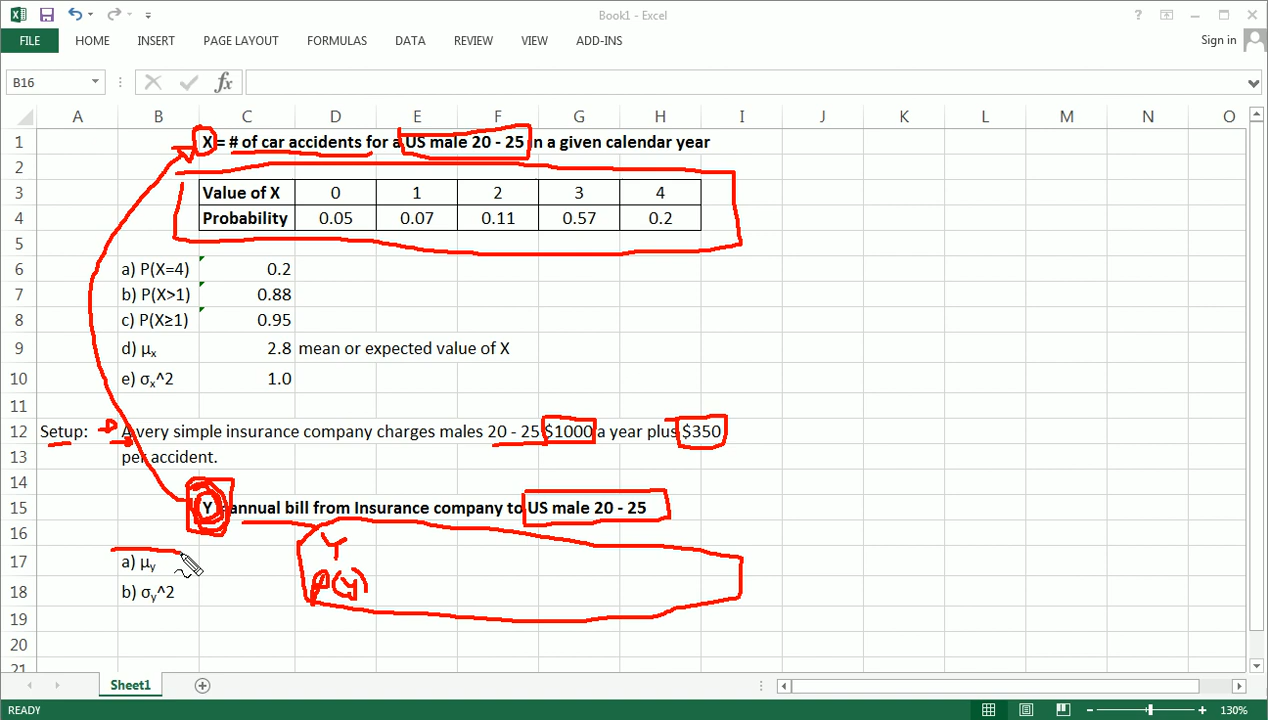 Book1 - Excel
FILE HOME INSERT PAGE LAYOUT FORMULAS DATA REVIEW VIEW ADD-INS Sign in
B16 fx
A B C D E F G H I J K L M N O
1 X = # of car accidents for a US male 20 - 25 in a given calendar year
2
3 Value of X 0 1 2 3 4
4 Probability 0.05 0.07 0.11 0.57 0.2
5
6 a) P(X=4) 0.2
7 b) P(X>1) 0.88
8 c) P(X≥1) 0.95
9 d) μx 2.8 mean or expected value of X
10 e) σx^2 1.0
11
12 Setup: A very simple insurance company charges males 20 - 25 $1000 a year plus $350
13 per accident.
14
15 Y = annual bill from Insurance company to US male 20 - 25
16 Y
17 a) μy
P(y)
18 b) σy^2
19
20
21
Sheet1
READY 130%